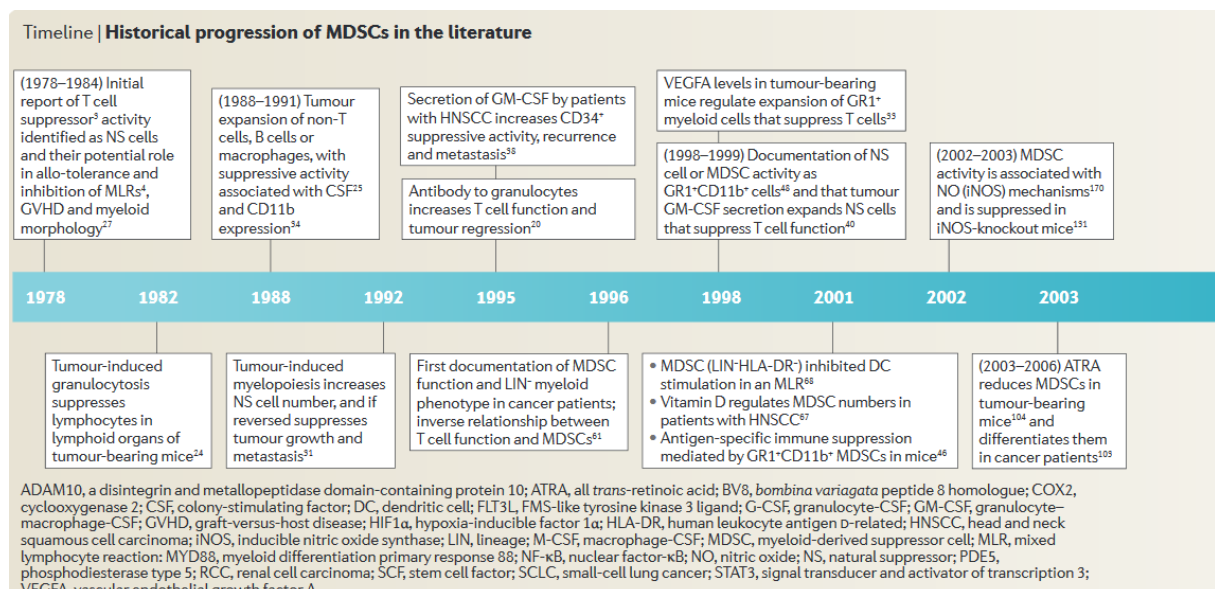 Timeline | Historical progression of MDSCs in the literature
(1978–1984) Initial
report of T cell
suppressor³ activity
identified as NS cells
and their potential role
in allo-tolerance and
inhibition of MLRs⁴,
GVHD and myeloid
morphology²⁷
(1988–1991) Tumour
expansion of non-T
cells, B cells or
macrophages, with
suppressive activity
associated with CSF²⁵
and CD11b
expression³⁴
Secretion of GM-CSF by patients
with HNSCC increases CD34⁺
suppressive activity, recurrence
and metastasis³⁸
Antibody to granulocytes
increases T cell function and
tumour regression²⁰
VEGFA levels in tumour-bearing
mice regulate expansion of GR1⁺
myeloid cells that suppress T cells³³
(1998–1999) Documentation of NS
cell or MDSC activity as
GR1⁺CD11b⁺ cells⁴⁸ and that tumour
GM-CSF secretion expands NS cells
that suppress T cell function⁴⁰
(2002–2003) MDSC
activity is associated with
NO (iNOS) mechanisms¹⁷⁰
and is suppressed in
iNOS-knockout mice¹³¹
1978 1982 1988 1992 1995 1996 1998 2001 2002 2003
Tumour-induced
granulocytosis
suppresses
lymphocytes in
lymphoid organs of
tumour-bearing mice²⁴
Tumour-induced
myelopoiesis increases
NS cell number, and if
reversed suppresses
tumour growth and
metastasis³¹
First documentation of MDSC
function and LIN⁻ myeloid
phenotype in cancer patients;
inverse relationship between
T cell function and MDSCs⁶¹
• MDSC (LIN⁻HLA-DR⁻) inhibited DC
stimulation in an MLR⁶⁸
• Vitamin D regulates MDSC numbers in
patients with HNSCC⁶⁷
• Antigen-specific immune suppression
mediated by GR1⁺CD11b⁺ MDSCs in mice⁴⁶
(2003–2006) ATRA
reduces MDSCs in
tumour-bearing
mice¹⁰⁴ and
differentiates them
in cancer patients¹⁰³
ADAM10, a disintegrin and metallopeptidase domain-containing protein 10; ATRA, all trans-retinoic acid; BV8, bombina variagata peptide 8 homologue; COX2,
cyclooxygenase 2; CSF, colony-stimulating factor; DC, dendritic cell; FLT3L, FMS-like tyrosine kinase 3 ligand; G-CSF, granulocyte-CSF; GM-CSF, granulocyte–
macrophage-CSF; GVHD, graft-versus-host disease; HIF1α, hypoxia-inducible factor 1α; HLA-DR, human leukocyte antigen D-related; HNSCC, head and neck
squamous cell carcinoma; iNOS, inducible nitric oxide synthase; LIN, lineage; M-CSF, macrophage-CSF; MDSC, myeloid-derived suppressor cell; MLR, mixed
lymphocyte reaction: MYD88, myeloid differentiation primary response 88; NF-κB, nuclear factor-κB; NO, nitric oxide; NS, natural suppressor; PDE5,
phosphodiesterase type 5; RCC, renal cell carcinoma; SCF, stem cell factor; SCLC, small-cell lung cancer; STAT3, signal transducer and activator of transcription 3;
VEGFA, vascular endothelial growth factor A